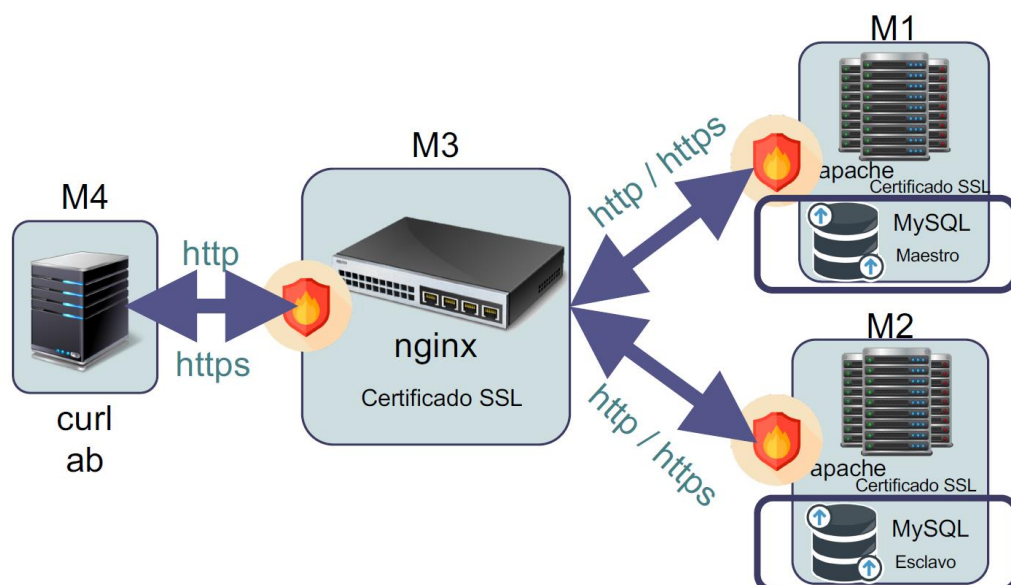 M4
http
https
curl
ab
M3
nginx
Certificado SSL
http / https
http / https
M1
apache
Certificado SSL
MySQL
Maestro
M2
apache
Certificado SSL
MySQL
Esclavo